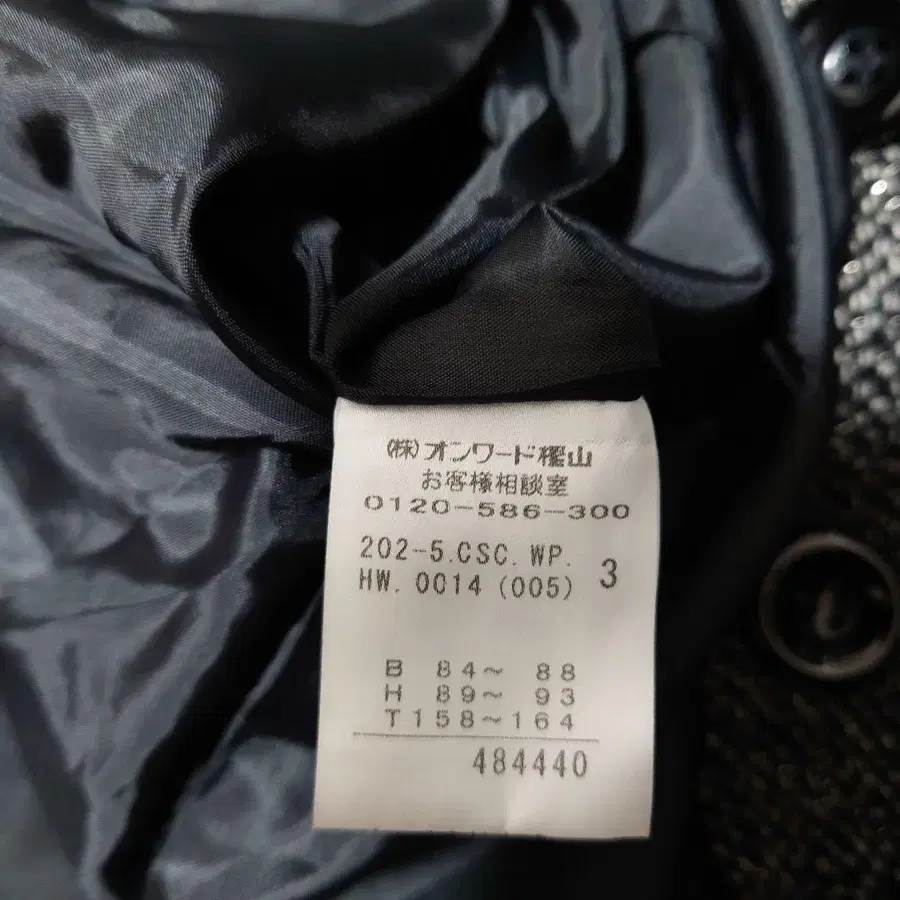 (株)オンワード樫山
お客様相談室
0120-586-300
202-5.CSC.WP. 3
HW.0014(005)
B 84～ 88
H 89～ 93
T158～164
484440